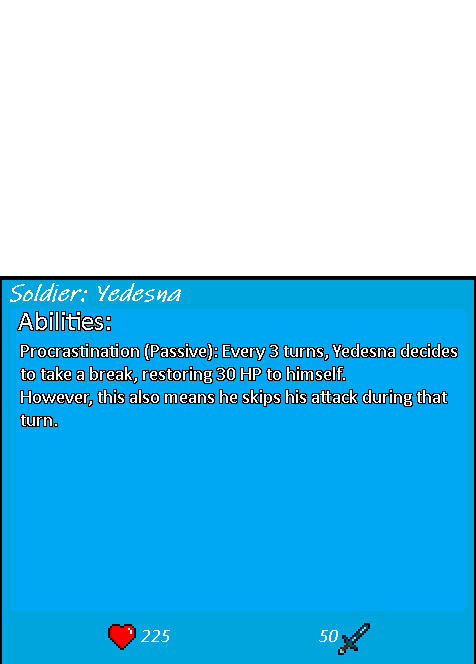 Soldier: Yedesna
Abilities:
Procrastination (Passive): Every 3 turns, Yedesna decides
to take a break, restoring 30 HP to himself.
However, this also means he skips his attack during that
turn.
225
50